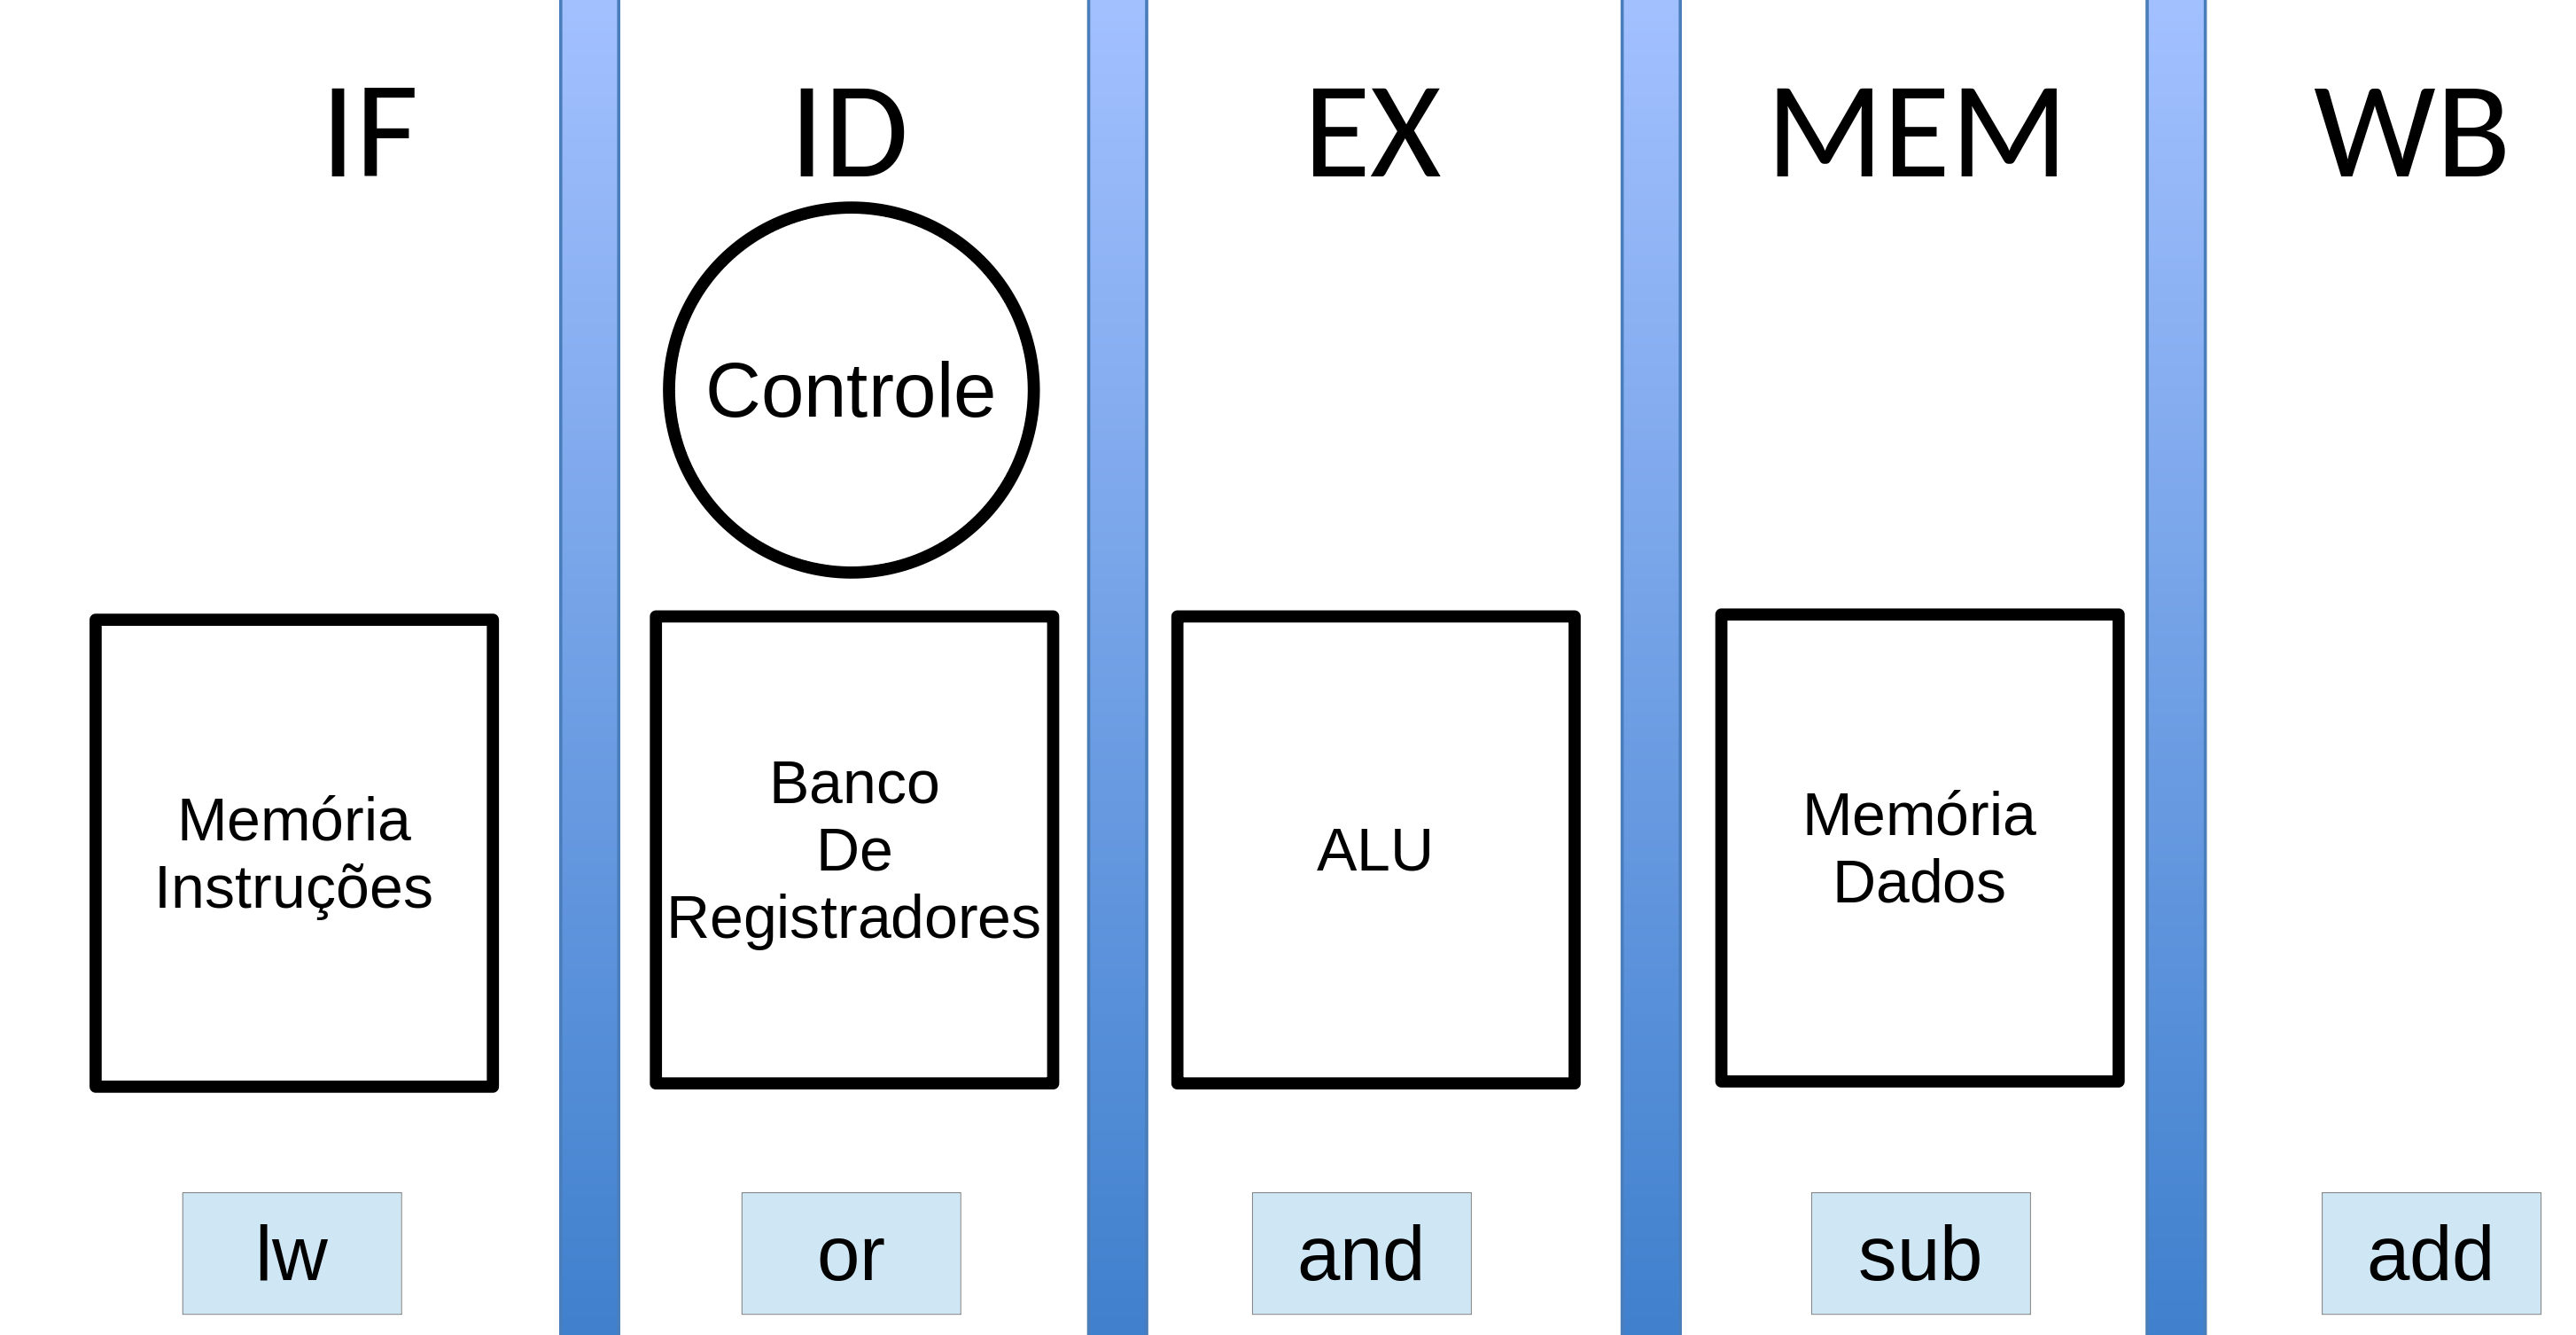 IF
ID
EX
MEM
WB
Controle
Memória
Instruções
Banco
De
Registradores
ALU
Memória
Dados
lw
or
and
sub
add